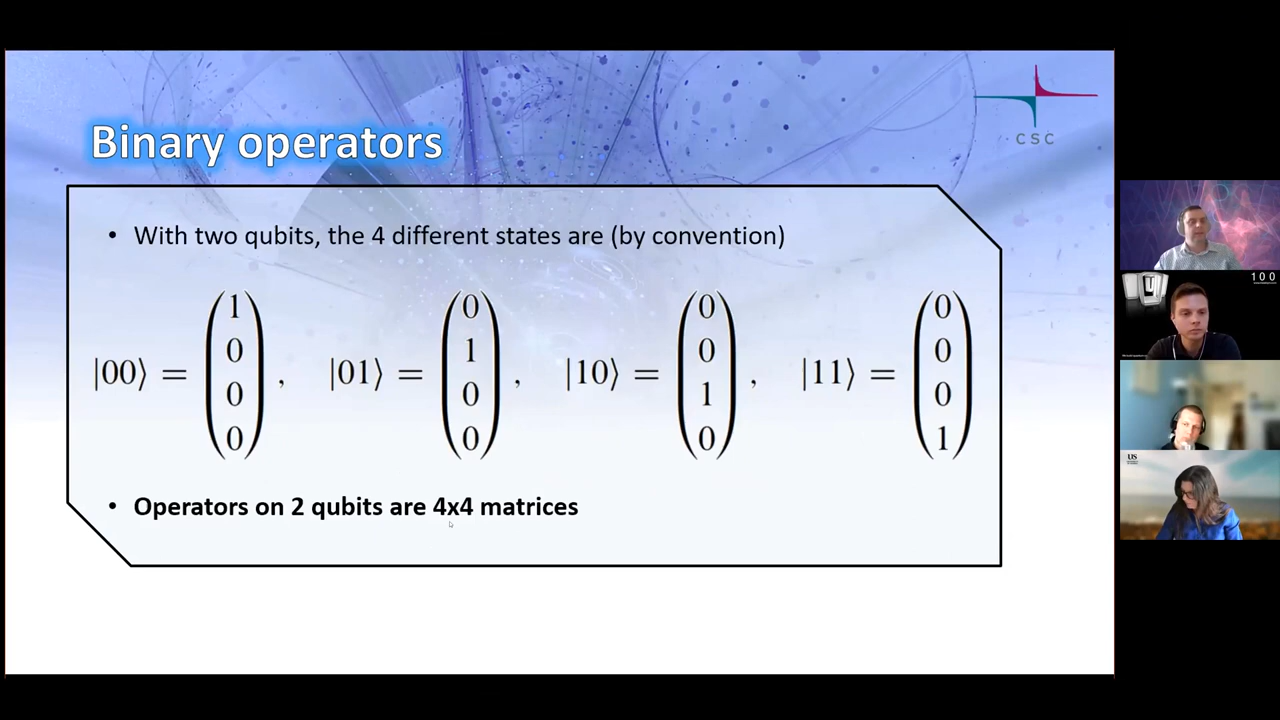 Binary operators
CSC
• With two qubits, the 4 different states are (by convention)
|00⟩ = (1 0 0 0), |01⟩ = (0 1 0 0), |10⟩ = (0 0 1 0), |11⟩ = (0 0 0 1)
• Operators on 2 qubits are 4x4 matrices
100
US